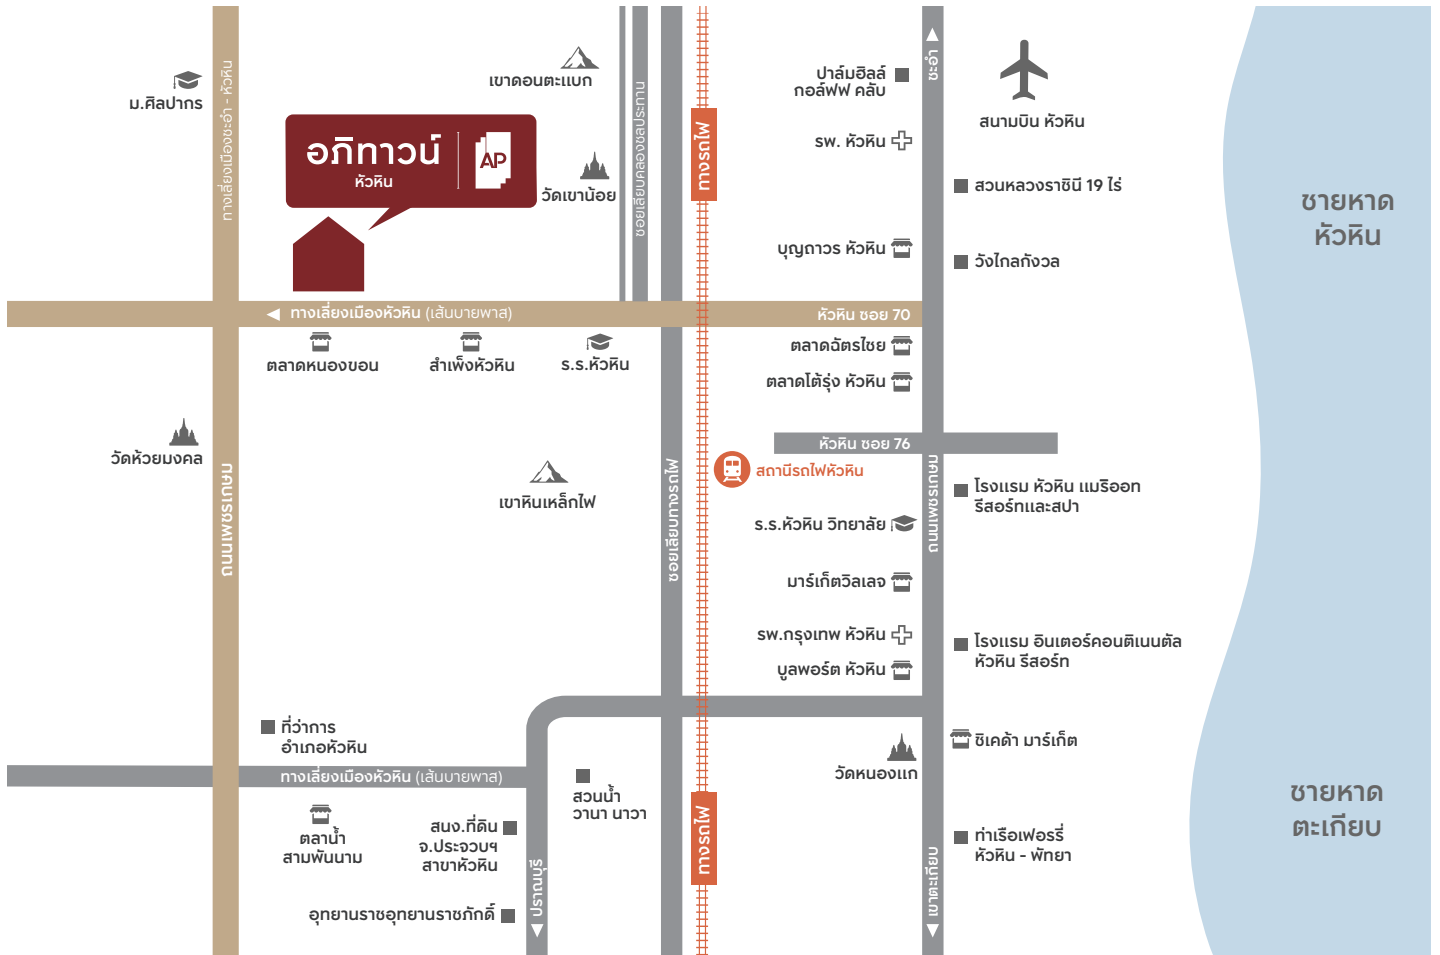 ม.ศิลปากร
ทางเลี่ยงเมืองชะอำ - หัวหิน
เขาดอนตะแบก
อภิทาวน์
หัวหิน
AP
วัดเขาน้อย
ซอยเลียบคลองชลประทาน
ทางรถไฟ
ปาล์มฮิลล์
กอล์ฟฟ คลับ
ชะอำ
สนามบิน หัวหิน
รพ. หัวหิน
สวนหลวงราชินี 19 ไร่
บุญถาวร หัวหิน
วังไกลกังวล
ชายหาด
หัวหิน
ทางเลี่ยงเมืองหัวหิน (เส้นบายพาส)
หัวหิน ซอย 70
ตลาดหนองขอน
สำเพ็งหัวหิน
ร.ร.หัวหิน
ตลาดฉัตรไชย
ตลาดโต้รุ่ง หัวหิน
วัดห้วยมงคล
ถนนเพชรเกษม
เขาหินเหล็กไฟ
ซอยเลียบทางรถไฟ
หัวหิน ซอย 76
สถานีรถไฟหัวหิน
ถนนเพชรเกษม
โรงแรม หัวหิน แมริออท
รีสอร์ทและสปา
ร.ร.หัวหิน วิทยาลัย
มาร์เก็ตวิลเลจ
รพ.กรุงเทพ หัวหิน
บูลพอร์ต หัวหิน
โรงแรม อินเตอร์คอนติเนนตัล
หัวหิน รีสอร์ท
ที่ว่าการ
อำเภอหัวหิน
ทางเลี่ยงเมืองหัวหิน (เส้นบายพาส)
วัดหนองแก
ซิเคด้า มาร์เก็ต
สวนน้ำ
วานา นาวา
ตลาน้ำ
สามพันนาม
สนง.ที่ดิน
จ.ประจวบฯ
สาขาหัวหิน
ทางรถไฟ
ท่าเรือเฟอรรี่
หัวหิน - พัทยา
ชายหาด
ตะเกียบ
ปราณบุรี
เขาตะเกียบ
อุทยานราชอุทยานราชภักดิ์